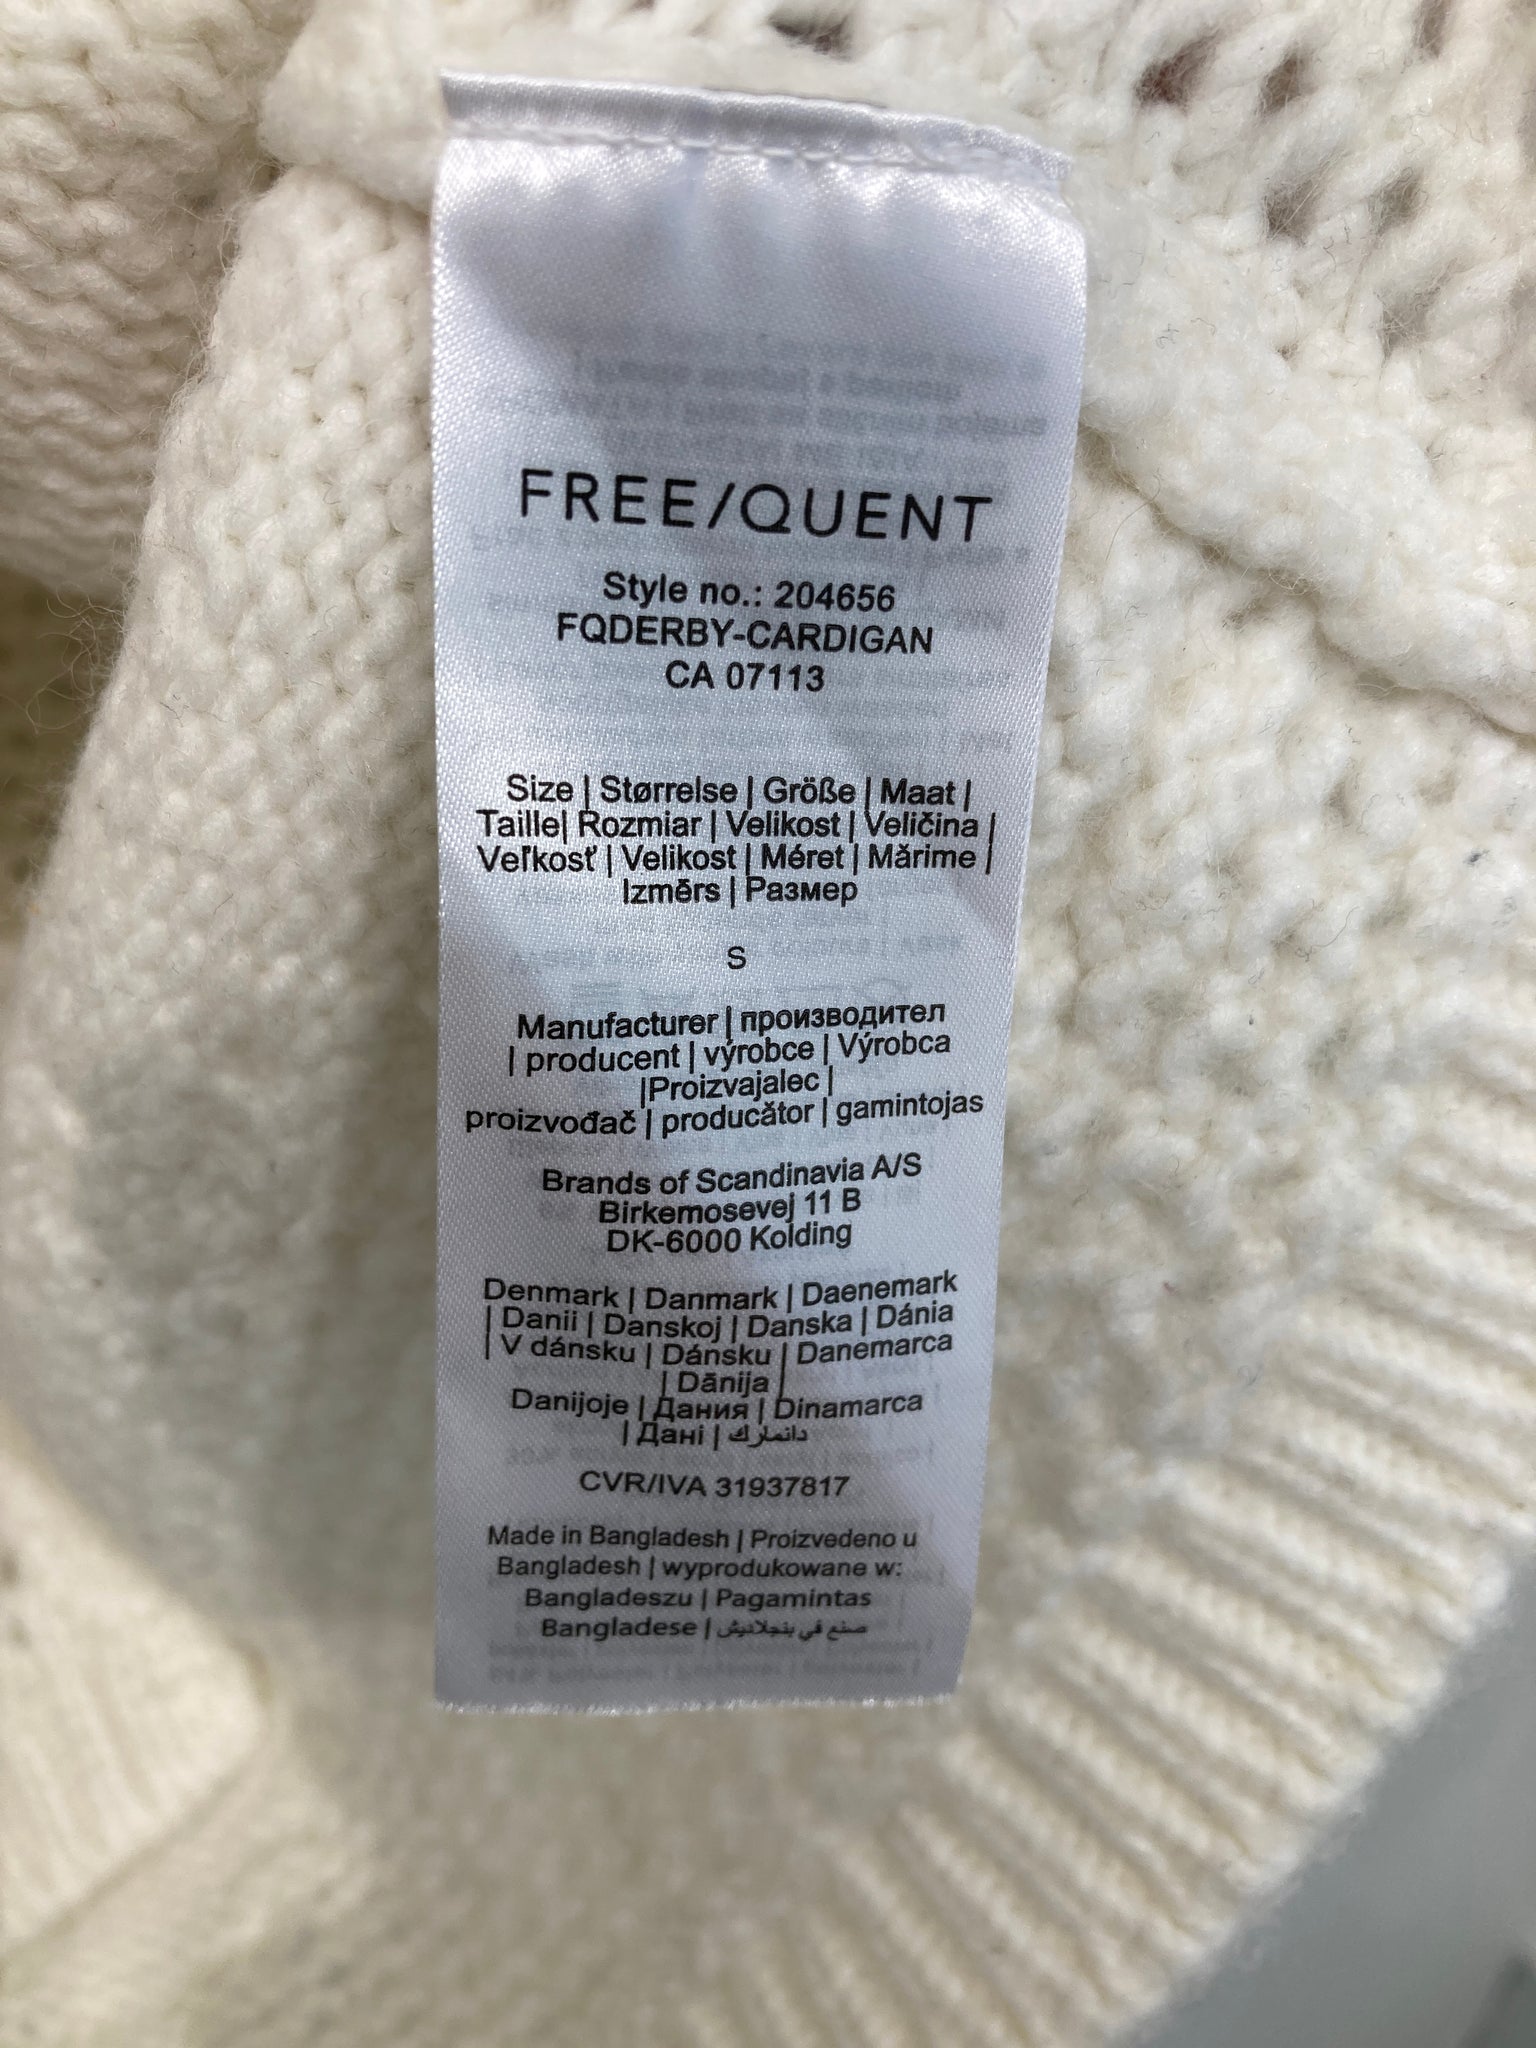 FREE/QUENT
Style no.: 204656
FQDERBY-CARDIGAN
CA 07113
Size | Størrelse | Größe | Maat |
Taille| Rozmiar | Velikost | Veličina |
Veľkosť | Velikost | Méret | Mărime |
Izmērs | Размер
S
Manufacturer | производител
| producent | výrobce | Výrobca
|Proizvajalec |
proizvođač | producător | gamintojas
Brands of Scandinavia A/S
Birkemosevej 11 B
DK-6000 Kolding
Denmark | Danmark | Daenemark
| Danii | Danskoj | Danska | Dánia
| V dánsku | Dánsku | Danemarca
| Dānija |
Danijoje | Дания | Dinamarca
| Дані | دانمارك
CVR/IVA 31937817
Made in Bangladesh | Proizvedeno u
Bangladesh | wyprodukowane w:
Bangladeszu | Pagamintas
Bangladese | صنع في بنجلاديش